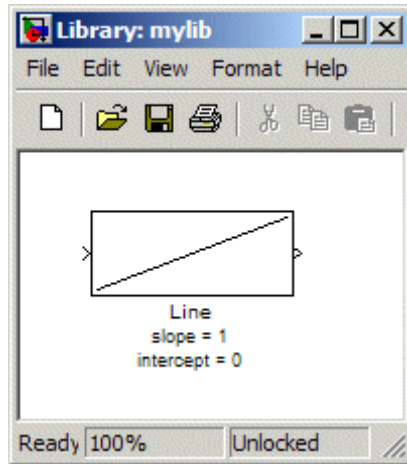 Library: mylib
File Edit View Format Help
Line
slope = 1
intercept = 0
Ready 100% Unlocked